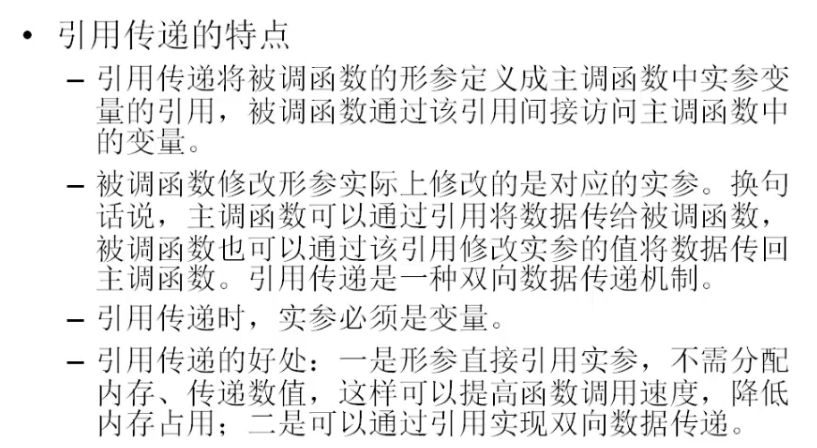 • 引用传递的特点
– 引用传递将被调函数的形参定义成主调函数中实参变
量的引用，被调函数通过该引用间接访问主调函数中
的变量。
– 被调函数修改形参实际上修改的是对应的实参。换句
话说，主调函数可以通过引用将数据传给被调函数，
被调函数也可以通过该引用修改实参的值将数据传回
主调函数。引用传递是一种双向数据传递机制。
– 引用传递时，实参必须是变量。
– 引用传递的好处：一是形参直接引用实参，不需分配
内存、传递数值，这样可以提高函数调用速度，降低
内存占用；二是可以通过引用实现双向数据传递。